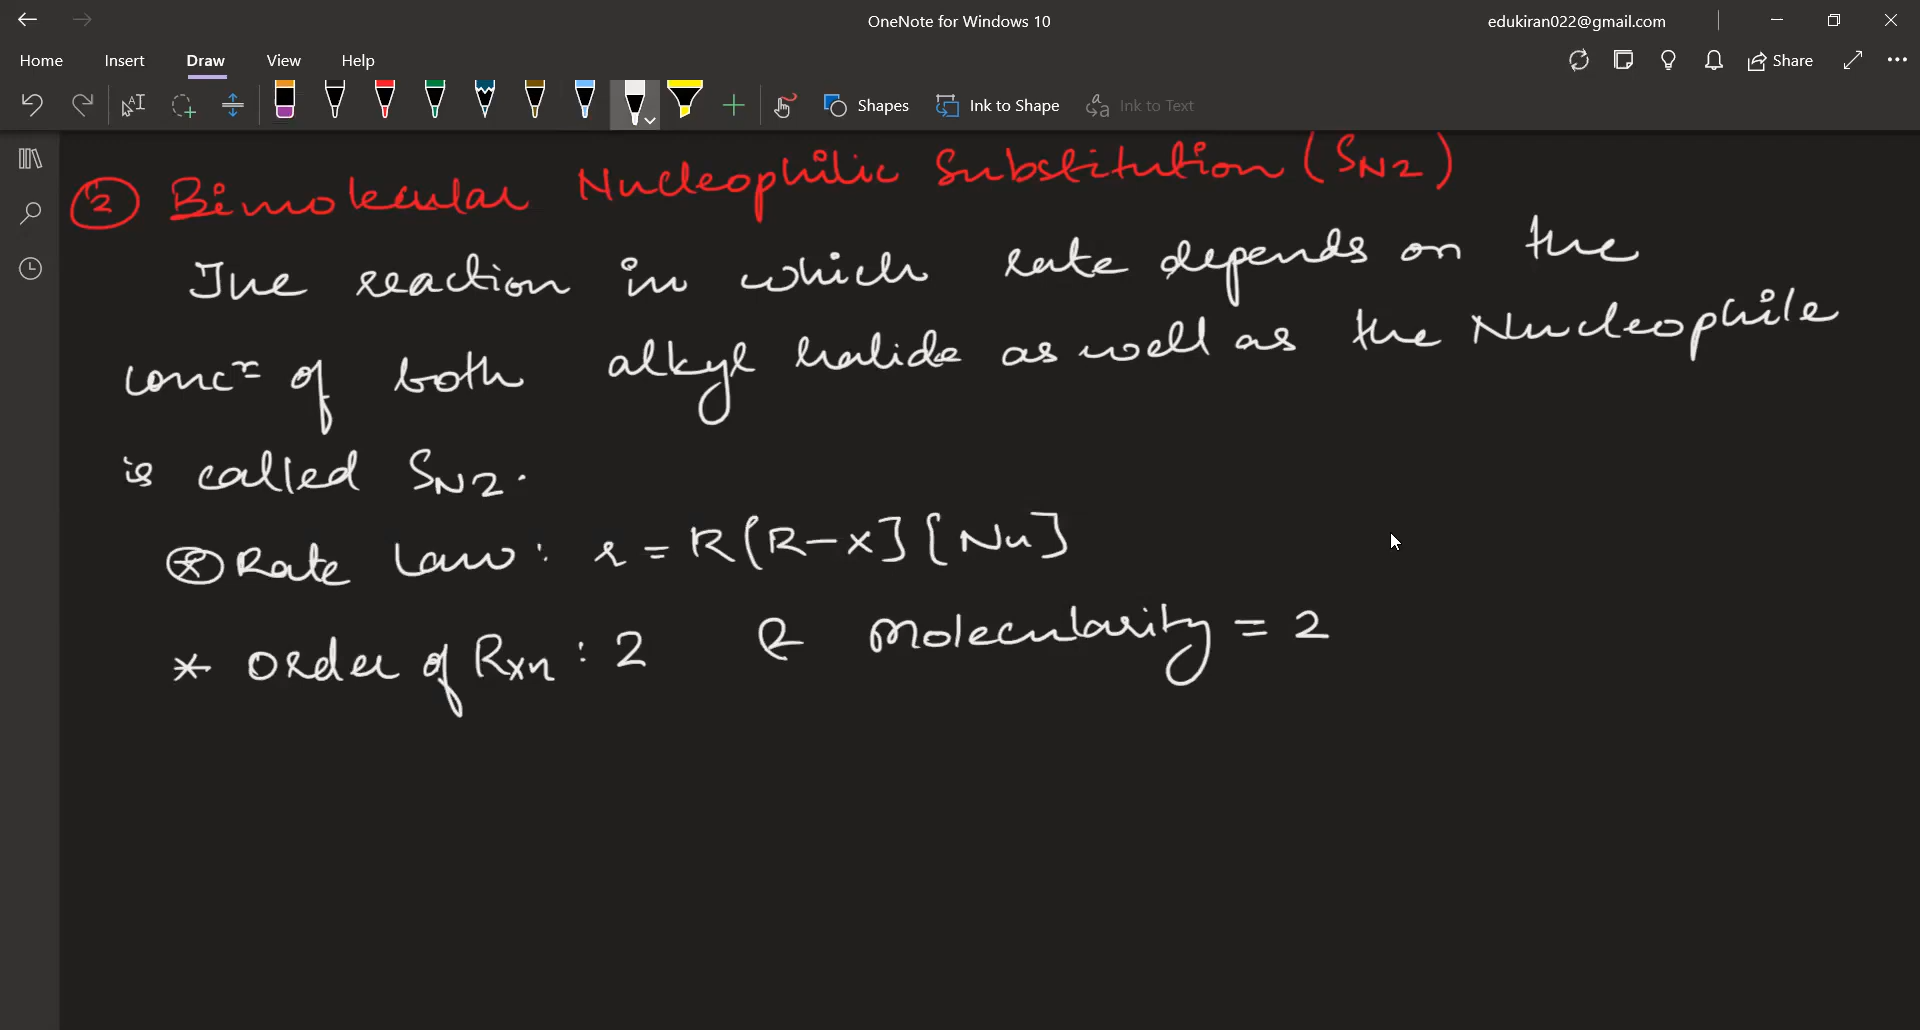 OneNote for Windows 10
edukiran022@gmail.com
Home Insert Draw View Help
Share
Shapes Ink to Shape Ink to Text
② Bimolecular Nucleophilic Substitution (SN2)
The reaction in which rate depends on the
concn of both alkyl halide as well as the Nucleophile
is called SN2.
⊛ Rate Law : r = K[R-x][Nu]
* Order of Rxn : 2 & Molecularity = 2